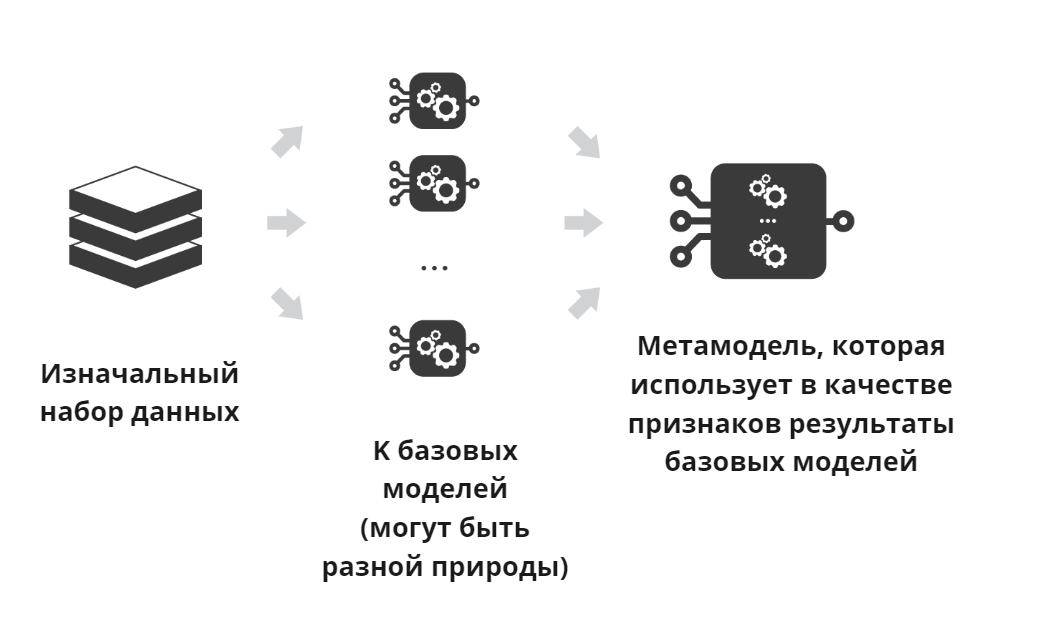 Изначальный
набор данных
K базовых
моделей
(могут быть
разной природы)
Метамодель, которая
использует в качестве
признаков результаты
базовых моделей